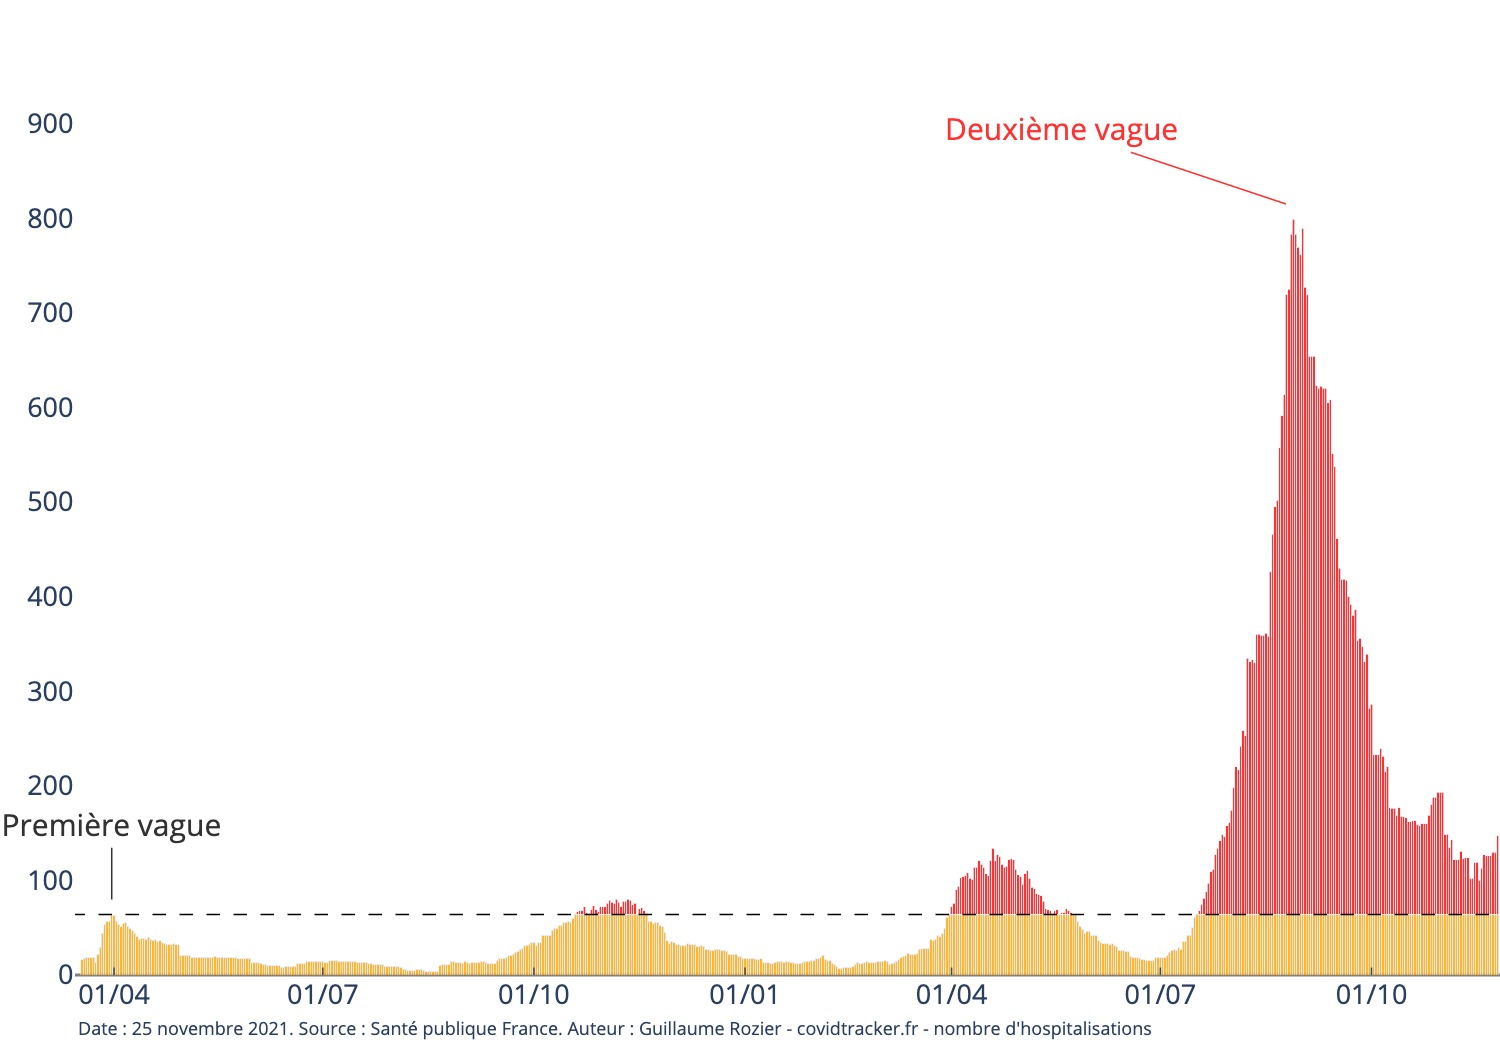 900
Deuxième vague
800
700
600
500
400
300
200
Première vague
100
0
01/04 01/07 01/10 01/01 01/04 01/07 01/10
Date : 25 novembre 2021. Source : Santé publique France. Auteur : Guillaume Rozier - covidtracker.fr - nombre d'hospitalisations